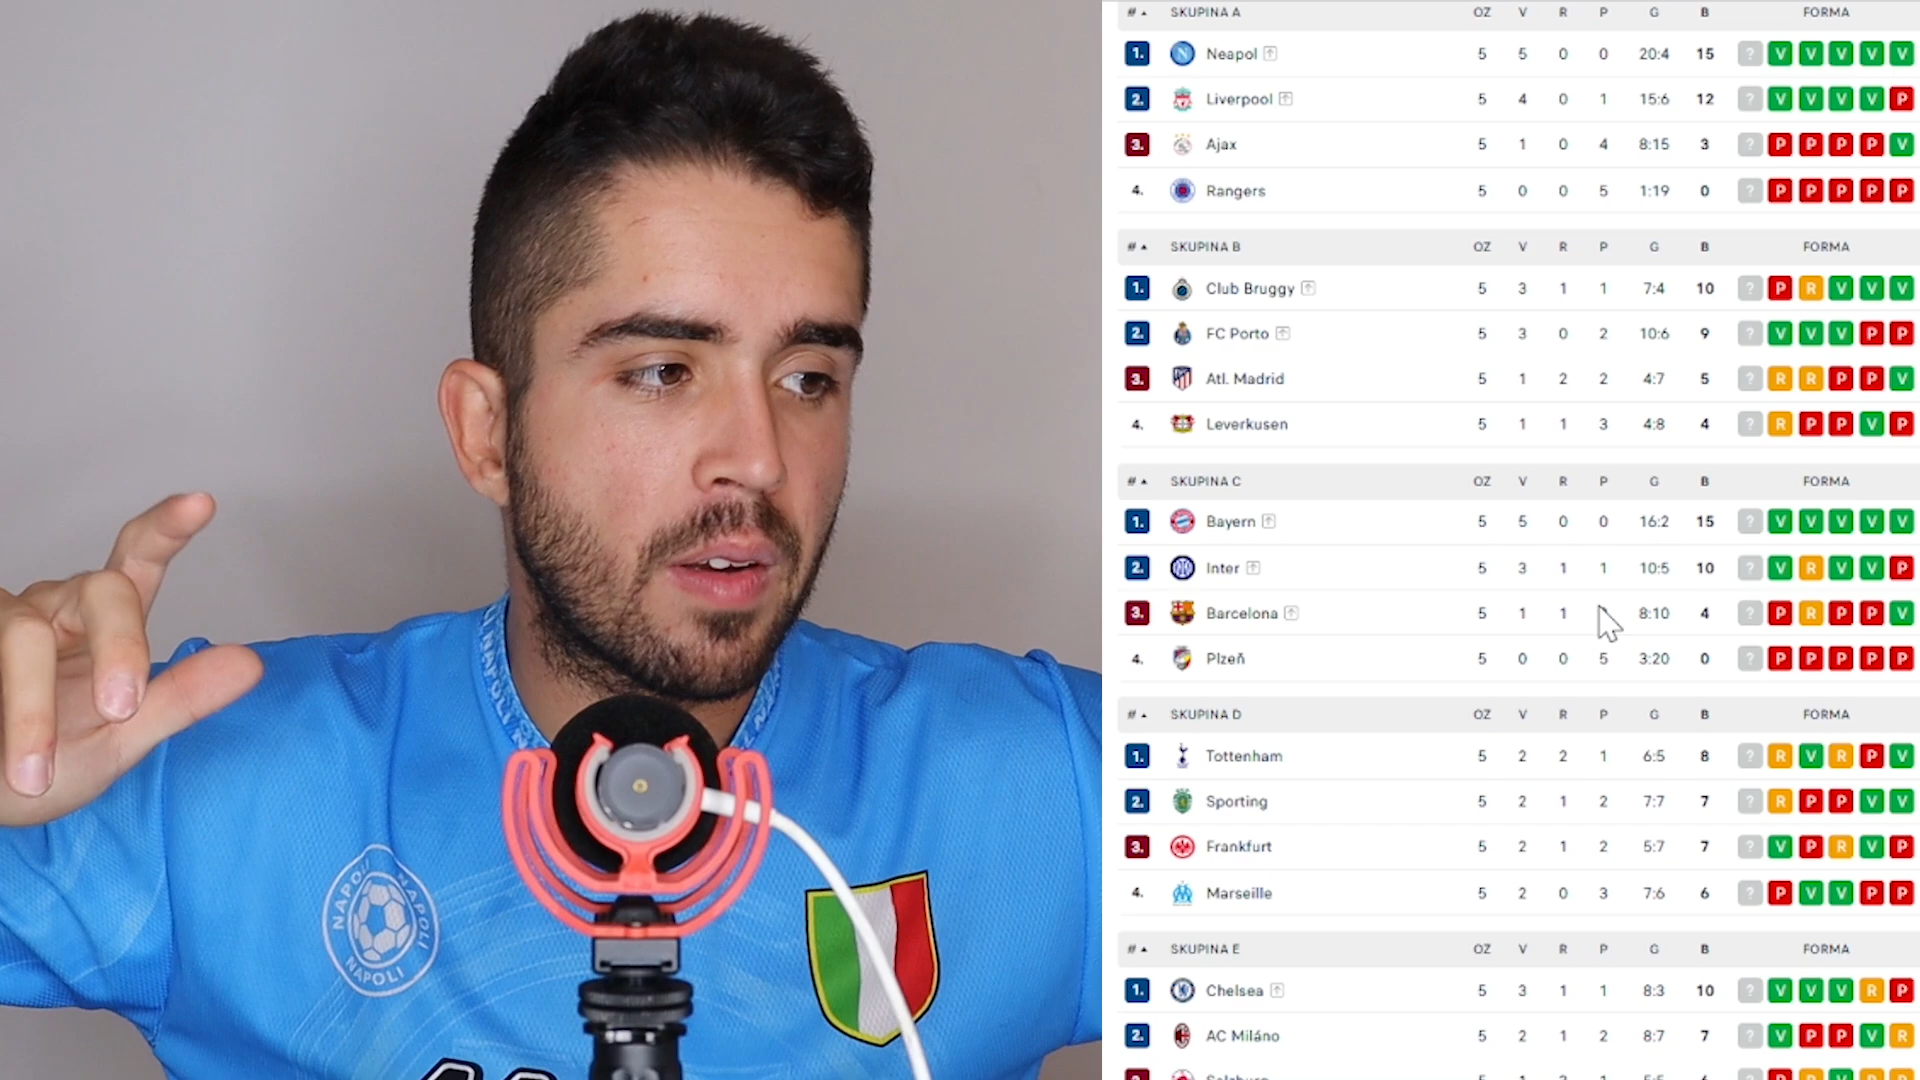 # SKUPINA A OZ V R P G B FORMA
1. Neapol 5 5 0 0 20:4 15 ? V V V V V
2. Liverpool 5 4 0 1 15:6 12 ? V V V V P
3. Ajax 5 1 0 4 8:15 3 ? P P P P V
4. Rangers 5 0 0 5 1:19 0 ? P P P P P
# SKUPINA B OZ V R P G B FORMA
1. Club Bruggy 5 3 1 1 7:4 10 ? P R V V V
2. FC Porto 5 3 0 2 10:6 9 ? V V V P P
3. Atl. Madrid 5 1 2 2 4:7 5 ? R R P P V
4. Leverkusen 5 1 1 3 4:8 4 ? R P P V P
# SKUPINA C OZ V R P G B FORMA
1. Bayern 5 5 0 0 16:2 15 ? V V V V V
2. Inter 5 3 1 1 10:5 10 ? V R V V P
3. Barcelona 5 1 1 8:10 4 ? P R P P V
4. Plzeň 5 0 0 5 3:20 0 ? P P P P P
# SKUPINA D OZ V R P G B FORMA
1. Tottenham 5 2 2 1 6:5 8 ? R V R P V
2. Sporting 5 2 1 2 7:7 7 ? R P P V V
3. Frankfurt 5 2 1 2 5:7 7 ? V P R V P
4. Marseille 5 2 0 3 7:6 6 ? P V V P P
# SKUPINA E OZ V R P G B FORMA
1. Chelsea 5 3 1 1 8:3 10 ? V V V R P
2. AC Miláno 5 2 1 2 8:7 7 ? V P P V R
NAPOLI
NAPOLI NAPOLI
NAPOLI